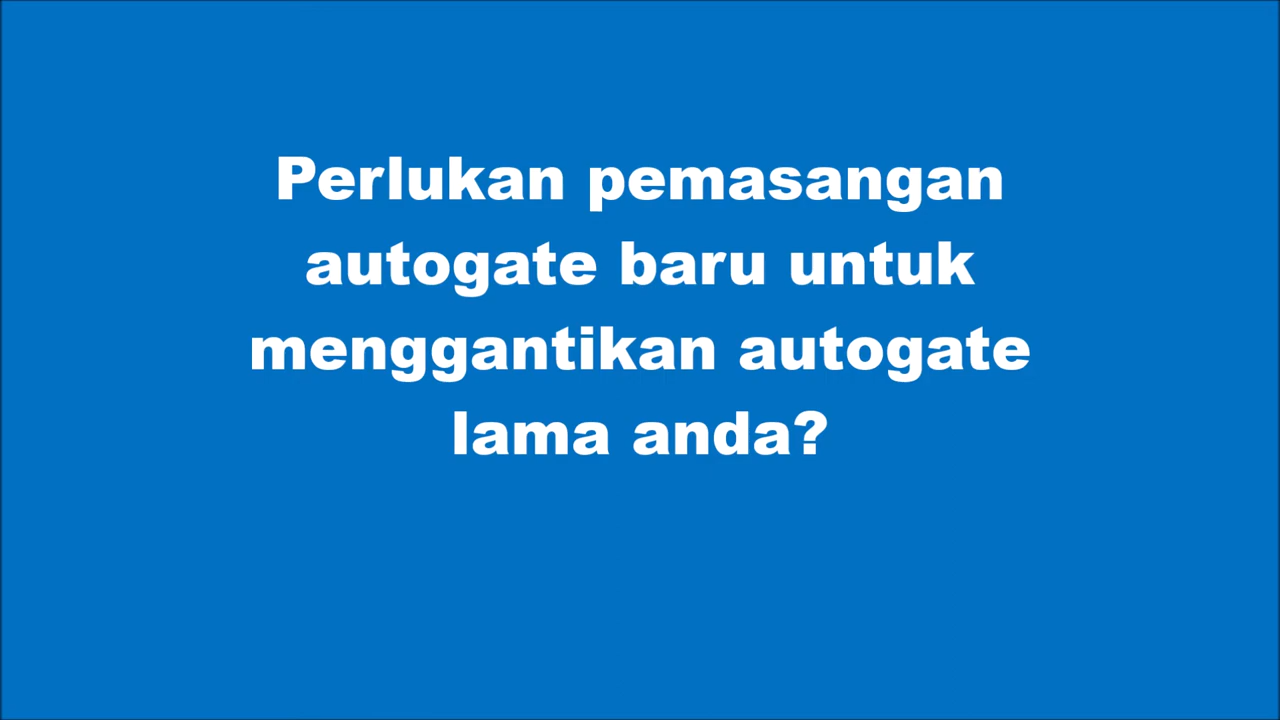 Perlukan pemasangan
autogate baru untuk
menggantikan autogate
lama anda?